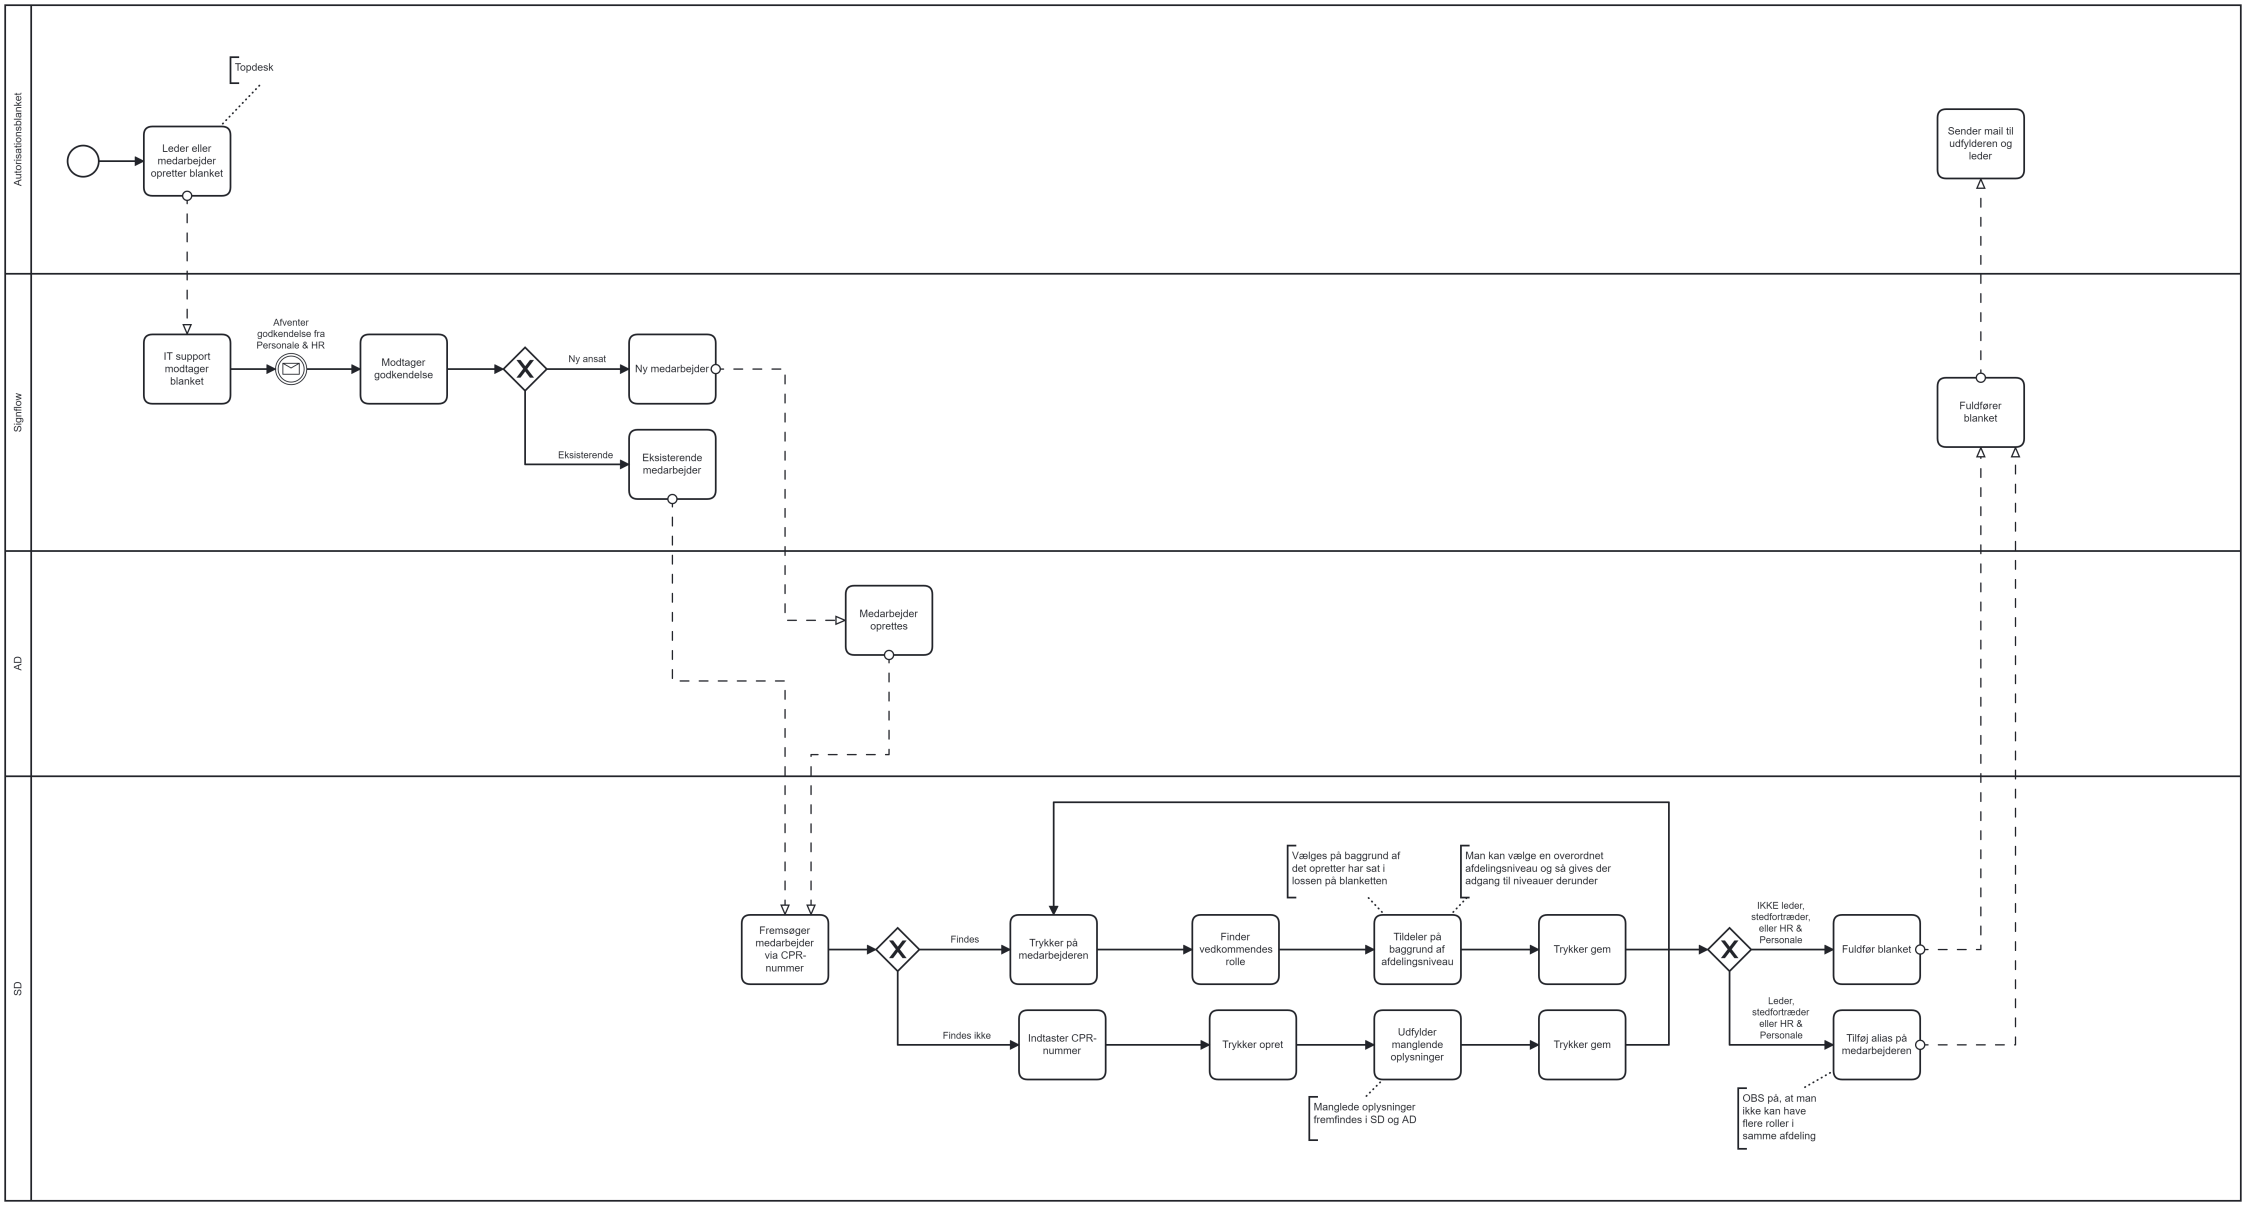 Autorisationsblanket
Topdesk
Leder eller
medarbejder
opretter blanket
Sender mail til
udfylderen og
leder
Signflow
IT support
modtager
blanket
Afventer
godkendelse fra
Personale & HR
Modtager
godkendelse
Ny ansat
Ny medarbejder
Eksisterende
Eksisterende
medarbejder
Fuldfører
blanket
AD
Medarbejder
oprettes
SD
Fremsøger
medarbejder
via CPR-
nummer
Findes
Trykker på
medarbejderen
Finder
vedkommendes
rolle
Vælges på baggrund af
det opretter har sat i
lossen på blanketten
Man kan vælge en overordnet
afdelingsniveau og så gives der
adgang til niveauer derunder
Tildeler på
baggrund af
afdelingsniveau
Trykker gem
IKKE leder,
stedfortræder,
eller HR &
Personale
Fuldfør blanket
Findes ikke
Indtaster CPR-
nummer
Trykker opret
Udfylder
manglende
oplysninger
Trykker gem
Manglede oplysninger
fremfindes i SD og AD
Leder,
stedfortræder
eller HR &
Personale
Tilføj alias på
medarbejderen
OBS på, at man
ikke kan have
flere roller i
samme afdeling